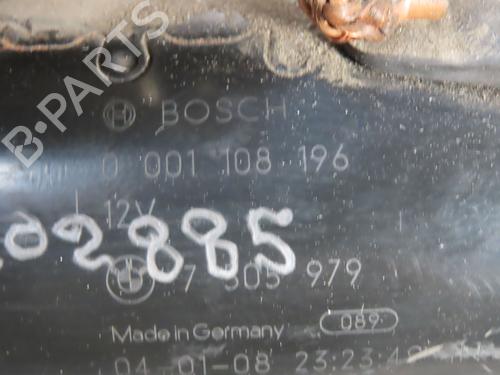 B-PARTS
BOSCH
0 001 108 196
12V
02885
7 505 979
Made in Germany
089
04-01-08 23:23:4